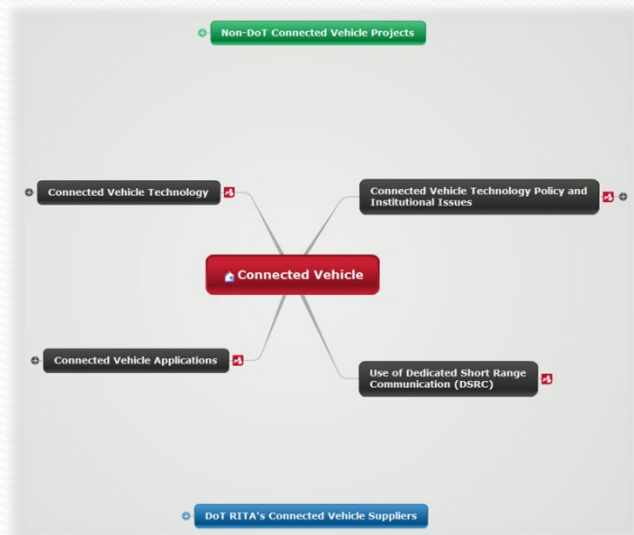 Non-DoT Connected Vehicle Projects
Connected Vehicle Technology
Connected Vehicle Technology Policy and
Institutional Issues
Connected Vehicle
Connected Vehicle Applications
Use of Dedicated Short Range
Communication (DSRC)
DoT RITA's Connected Vehicle Suppliers